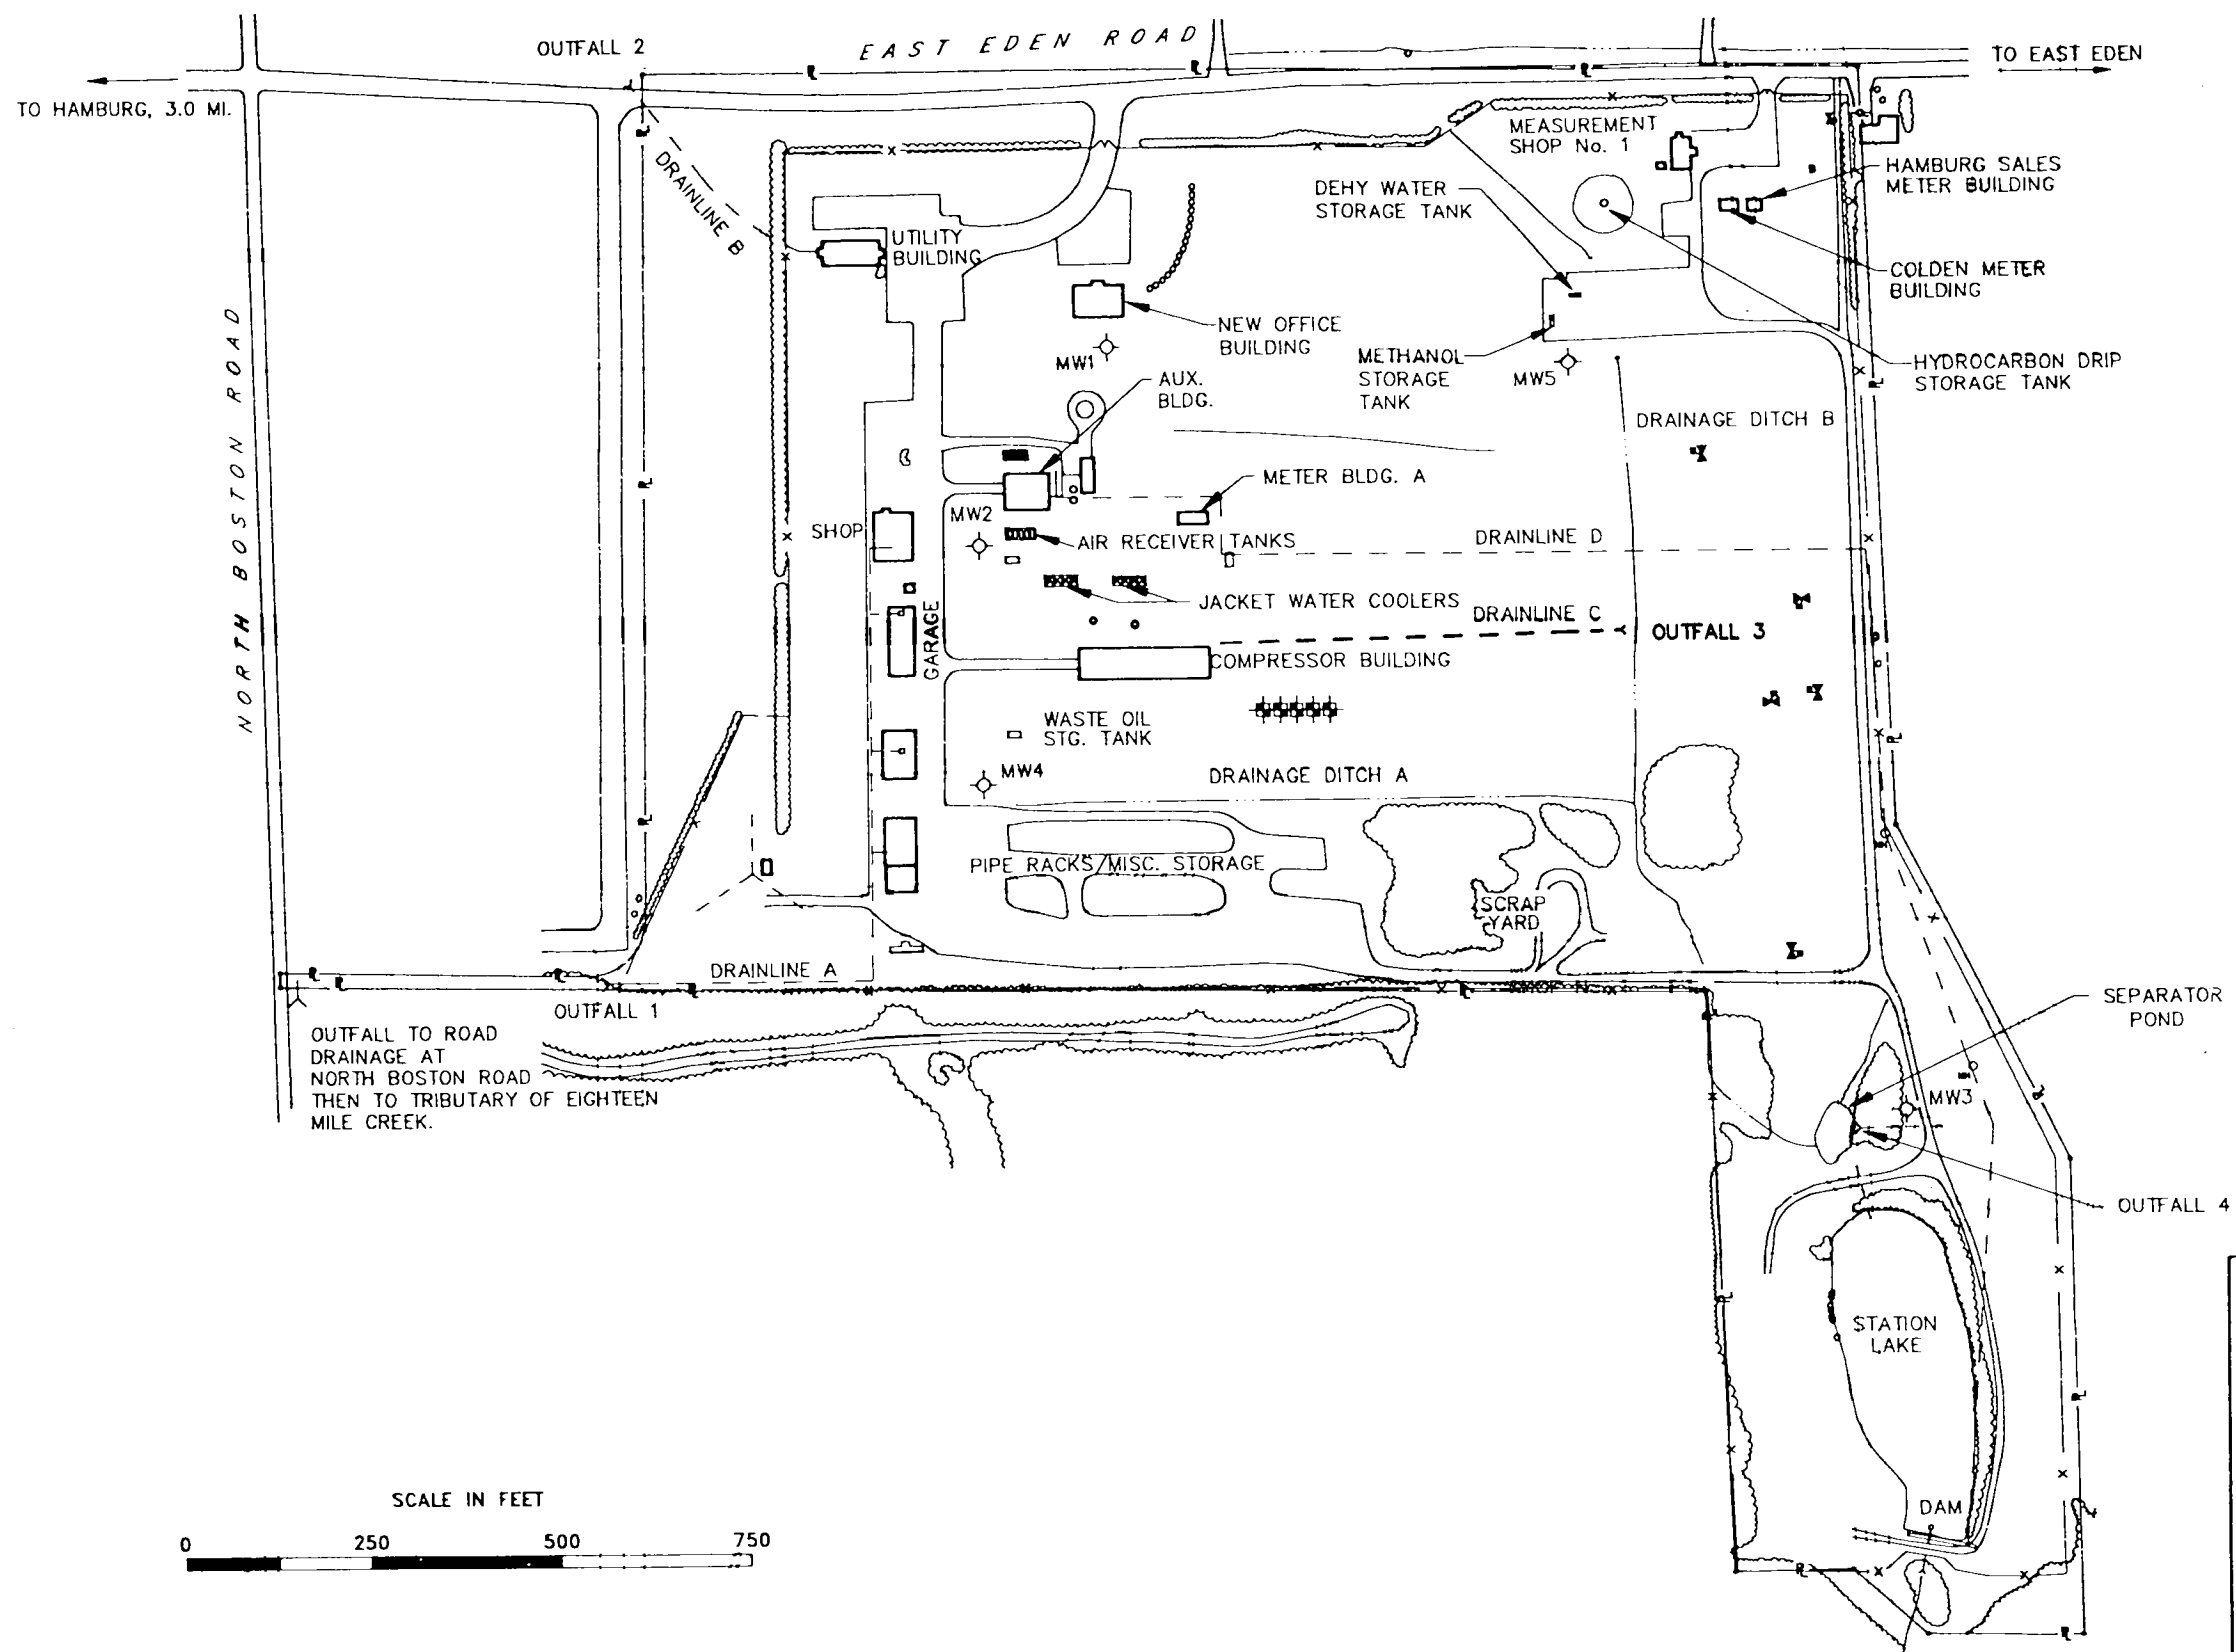 OUTFALL 2
EAST EDEN ROAD
TO EAST EDEN
TO HAMBURG, 3.0 MI.
DRAINLINE B
MEASUREMENT
SHOP No. 1
HAMBURG SALES
METER BUILDING
DEHY WATER
STORAGE TANK
UTILITY
BUILDING
COLDEN METER
BUILDING
NEW OFFICE
BUILDING
MW1
METHANOL
STORAGE
TANK
MW5
HYDROCARBON DRIP
STORAGE TANK
AUX.
BLDG.
DRAINAGE DITCH B
NORTH BOSTON ROAD
METER BLDG. A
MW2
SHOP
AIR RECEIVER TANKS
DRAINLINE D
JACKET WATER COOLERS
DRAINLINE C
OUTFALL 3
GARAGE
COMPRESSOR BUILDING
WASTE OIL
STG. TANK
MW4
DRAINAGE DITCH A
PIPE RACKS/MISC. STORAGE
SCRAP
YARD
DRAINLINE A
OUTFALL 1
SEPARATOR
POND
OUTFALL TO ROAD
DRAINAGE AT
NORTH BOSTON ROAD
THEN TO TRIBUTARY OF EIGHTEEN
MILE CREEK.
MW3
OUTFALL 4
STATION
LAKE
DAM
SCALE IN FEET
0 250 500 750